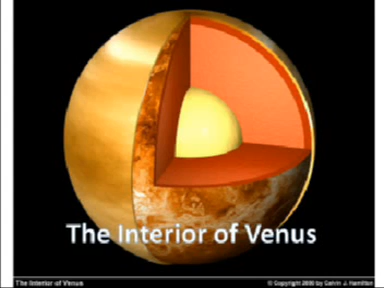 The Interior of Venus
The Interior of Venus
© Copyright 2000 by Calvin J. Hamilton